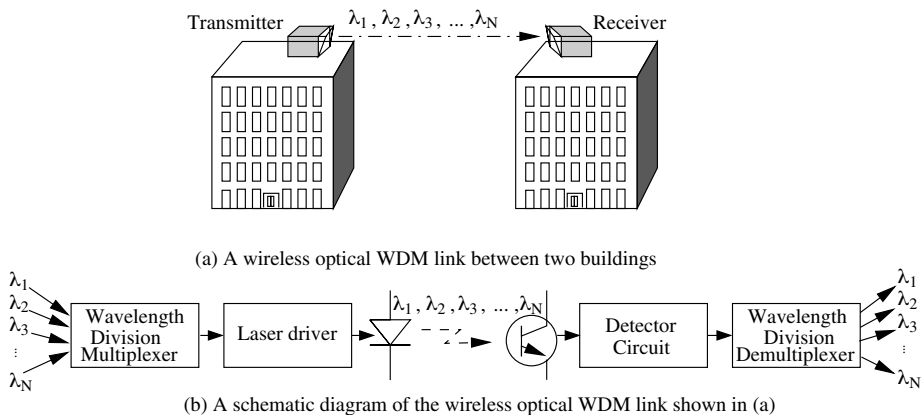 Transmitter
λ1 , λ2 , λ3 , ... ,λN
Receiver
(a) A wireless optical WDM link between two buildings
λ1
λ2
λ3
...
λN
Wavelength
Division
Multiplexer
Laser driver
λ1 , λ2 , λ3 , ... ,λN
Detector
Circuit
Wavelength
Division
Demultiplexer
λ1
λ2
λ3
...
λN
(b) A schematic diagram of the wireless optical WDM link shown in (a)